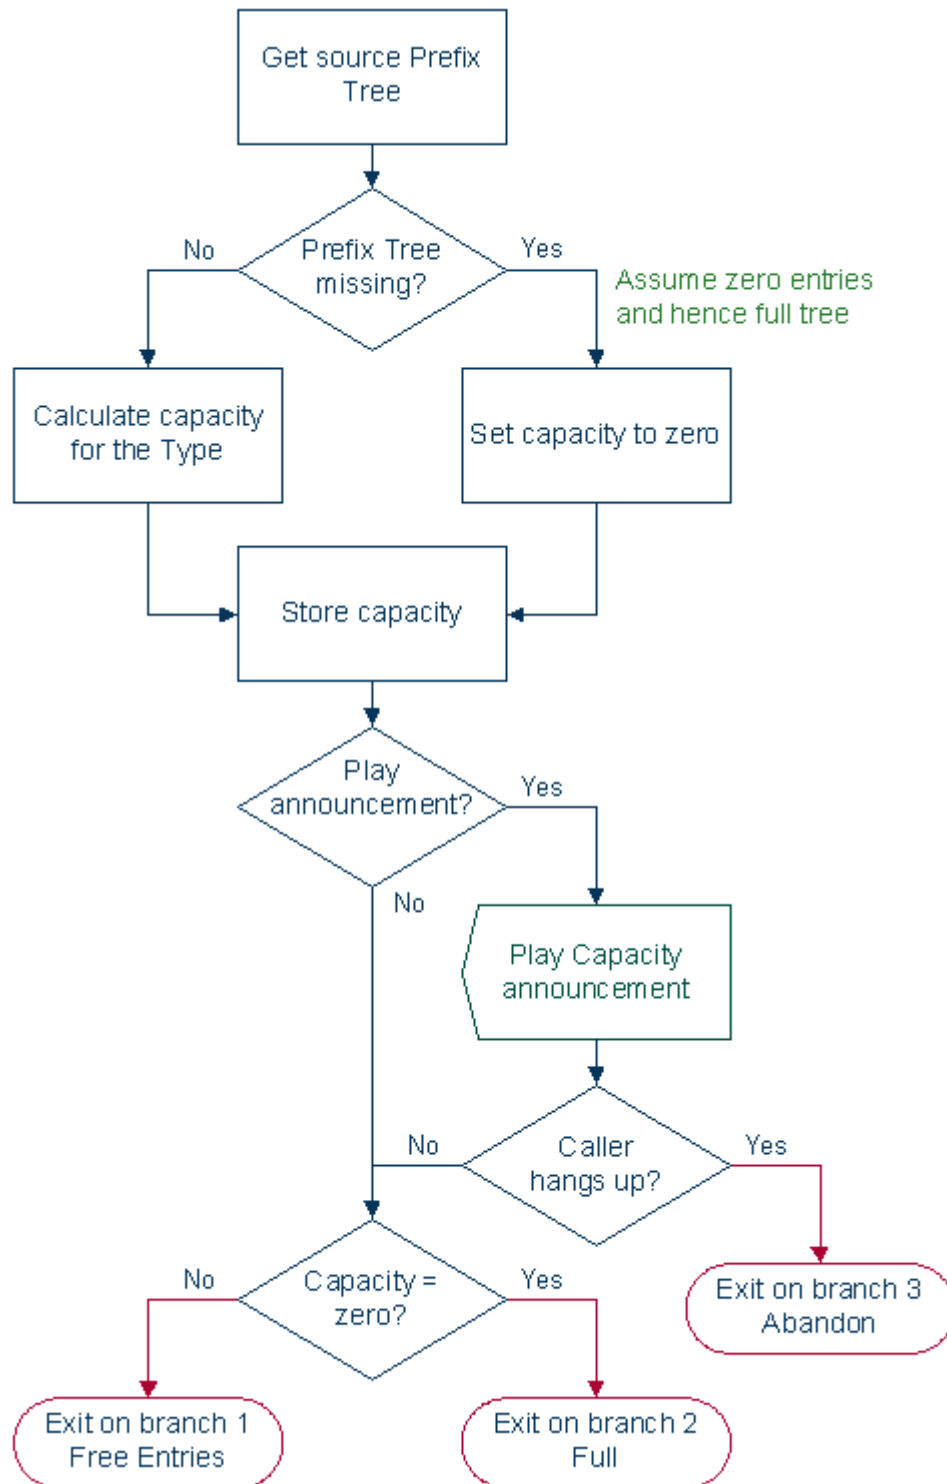 Get source Prefix
Tree
Prefix Tree
missing?
No
Yes
Assume zero entries
and hence full tree
Calculate capacity
for the Type
Set capacity to zero
Store capacity
Play
announcement?
Yes
No
Play Capacity
announcement
Caller
hangs up?
No
Yes
Capacity =
zero?
No
Yes
Exit on branch 3
Abandon
Exit on branch 1
Free Entries
Exit on branch 2
Full